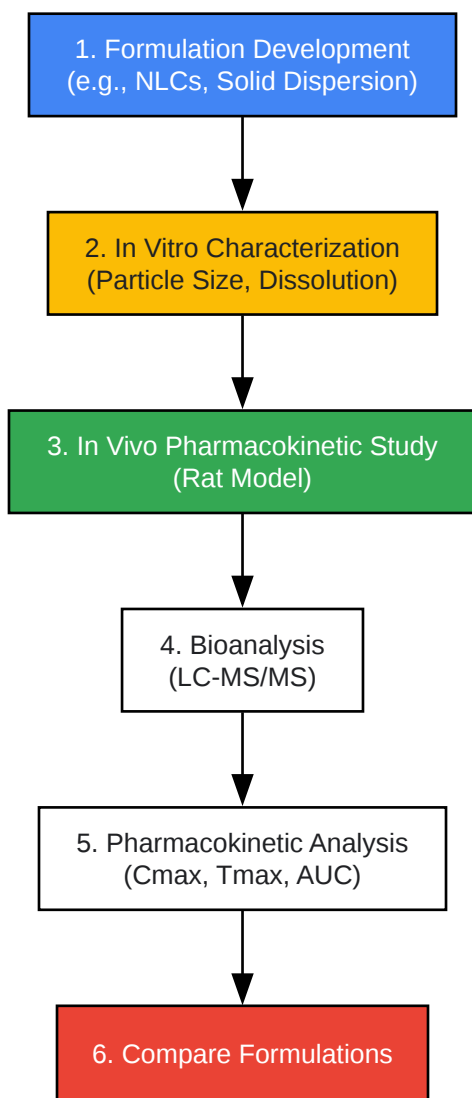 1. Formulation Development
(e.g., NLCs, Solid Dispersion)
2. In Vitro Characterization
(Particle Size, Dissolution)
3. In Vivo Pharmacokinetic Study
(Rat Model)
4. Bioanalysis
(LC-MS/MS)
5. Pharmacokinetic Analysis
(Cmax, Tmax, AUC)
6. Compare Formulations